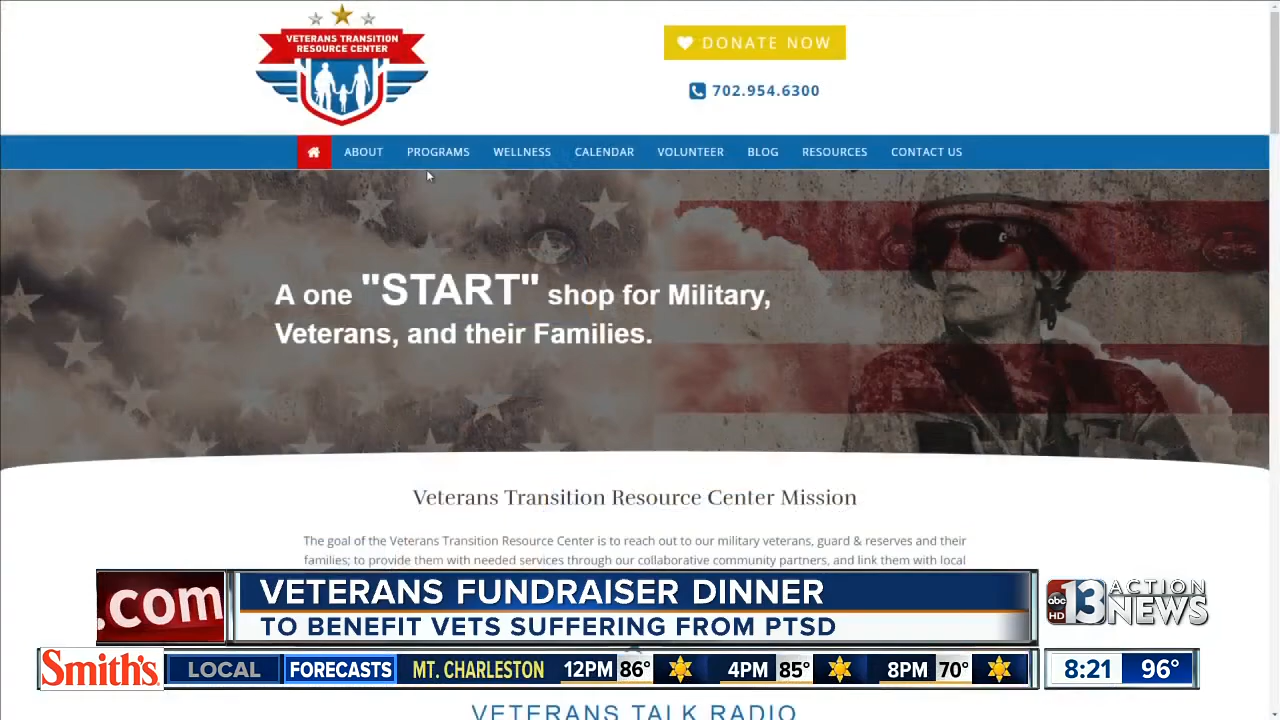 VETERANS TRANSITION
RESOURCE CENTER
DONATE NOW
702.954.6300
ABOUT PROGRAMS WELLNESS CALENDAR VOLUNTEER BLOG RESOURCES CONTACT US
A one "START" shop for Military,
Veterans, and their Families.
Veterans Transition Resource Center Mission
The goal of the Veterans Transition Resource Center is to reach out to our military veterans, guard & reserves and their
families; to provide them with needed services through our collaborative community partners, and link them with local
.com
VETERANS FUNDRAISER DINNER
TO BENEFIT VETS SUFFERING FROM PTSD
abc HD 13 ACTION NEWS
Smith's LOCAL FORECASTS MT. CHARLESTON 12PM 86° 4PM 85° 8PM 70° 8:21 96°
VETERANS TALK RADIO